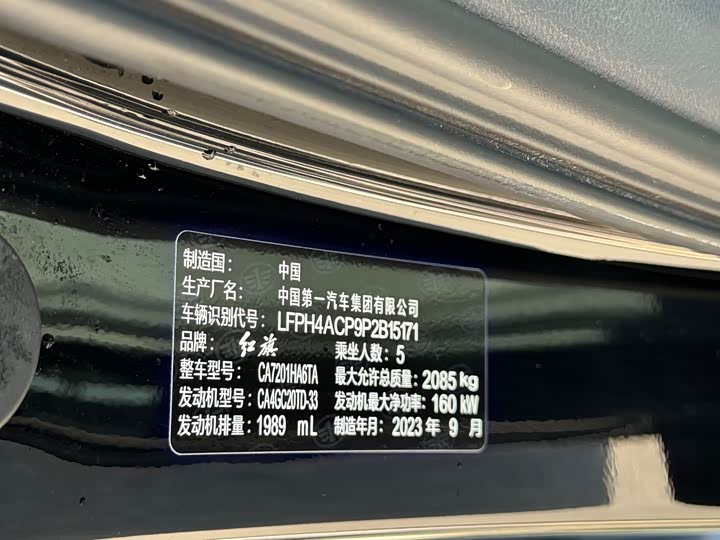 制造国： 中国
生产厂名： 中国第一汽车集团有限公司
车辆识别代号： LFPH4ACP9P2B15171
品牌： 红旗 乘坐人数： 5
整车型号： CA7201HA6TA 最大允许总质量： 2085 kg
发动机型号： CA4GC20TD-33 发动机最大净功率： 160 kW
发动机排量： 1989 mL 制造年月： 2023 年 9 月